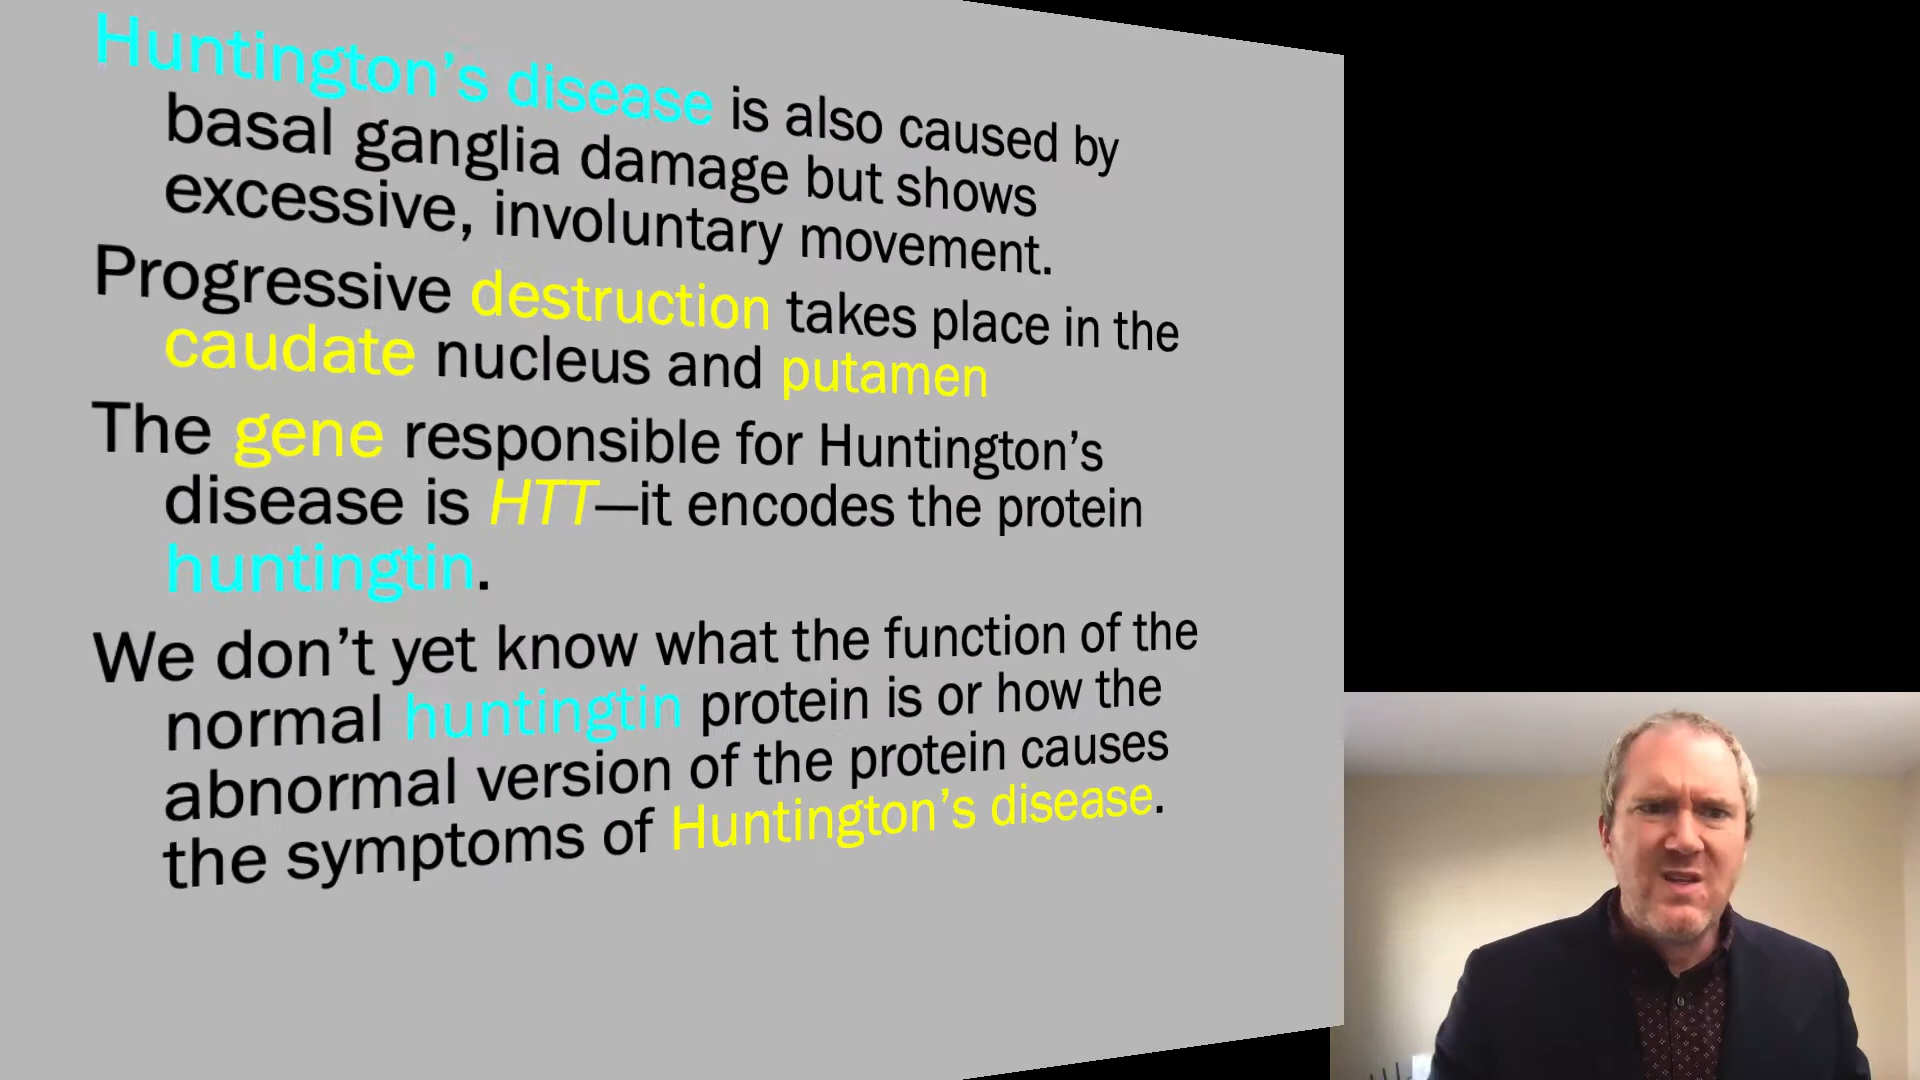 Huntington’s disease is also caused by
basal ganglia damage but shows
excessive, involuntary movement.
Progressive destruction takes place in the
caudate nucleus and putamen
The gene responsible for Huntington’s
disease is HTT—it encodes the protein
huntingtin.
We don’t yet know what the function of the
normal huntingtin protein is or how the
abnormal version of the protein causes
the symptoms of Huntington’s disease.